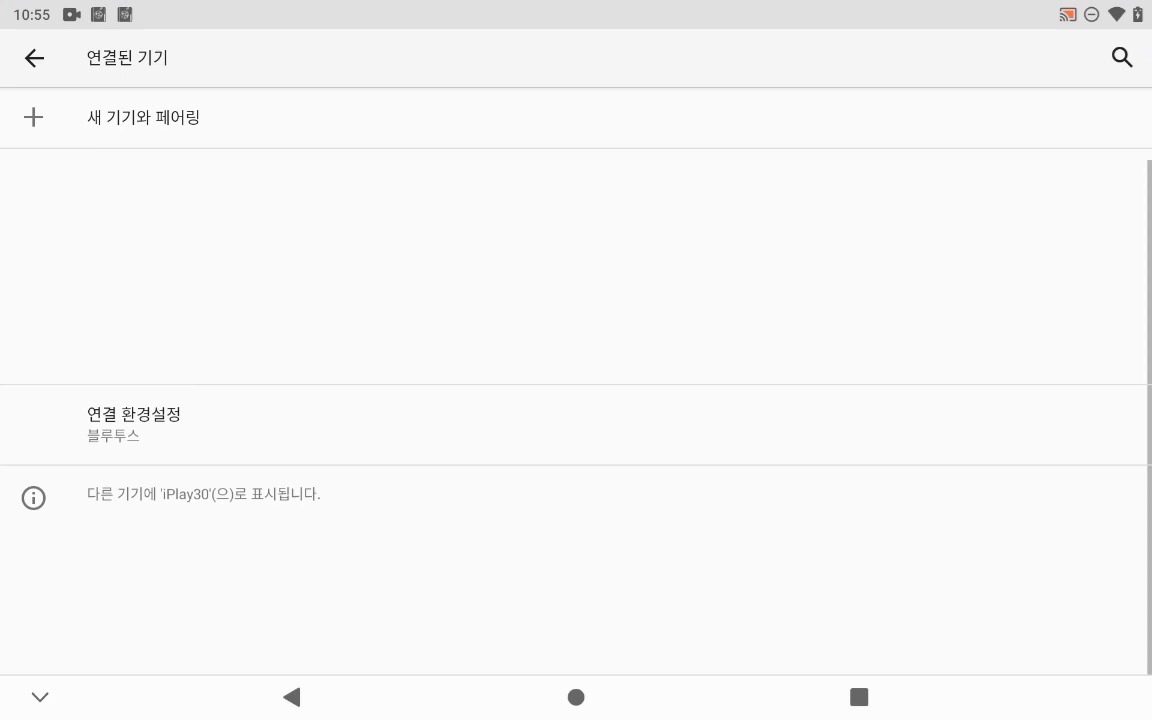 10:55
연결된 기기
새 기기와 페어링
연결 환경설정
블루투스
다른 기기에 'iPlay30'(으)로 표시됩니다.